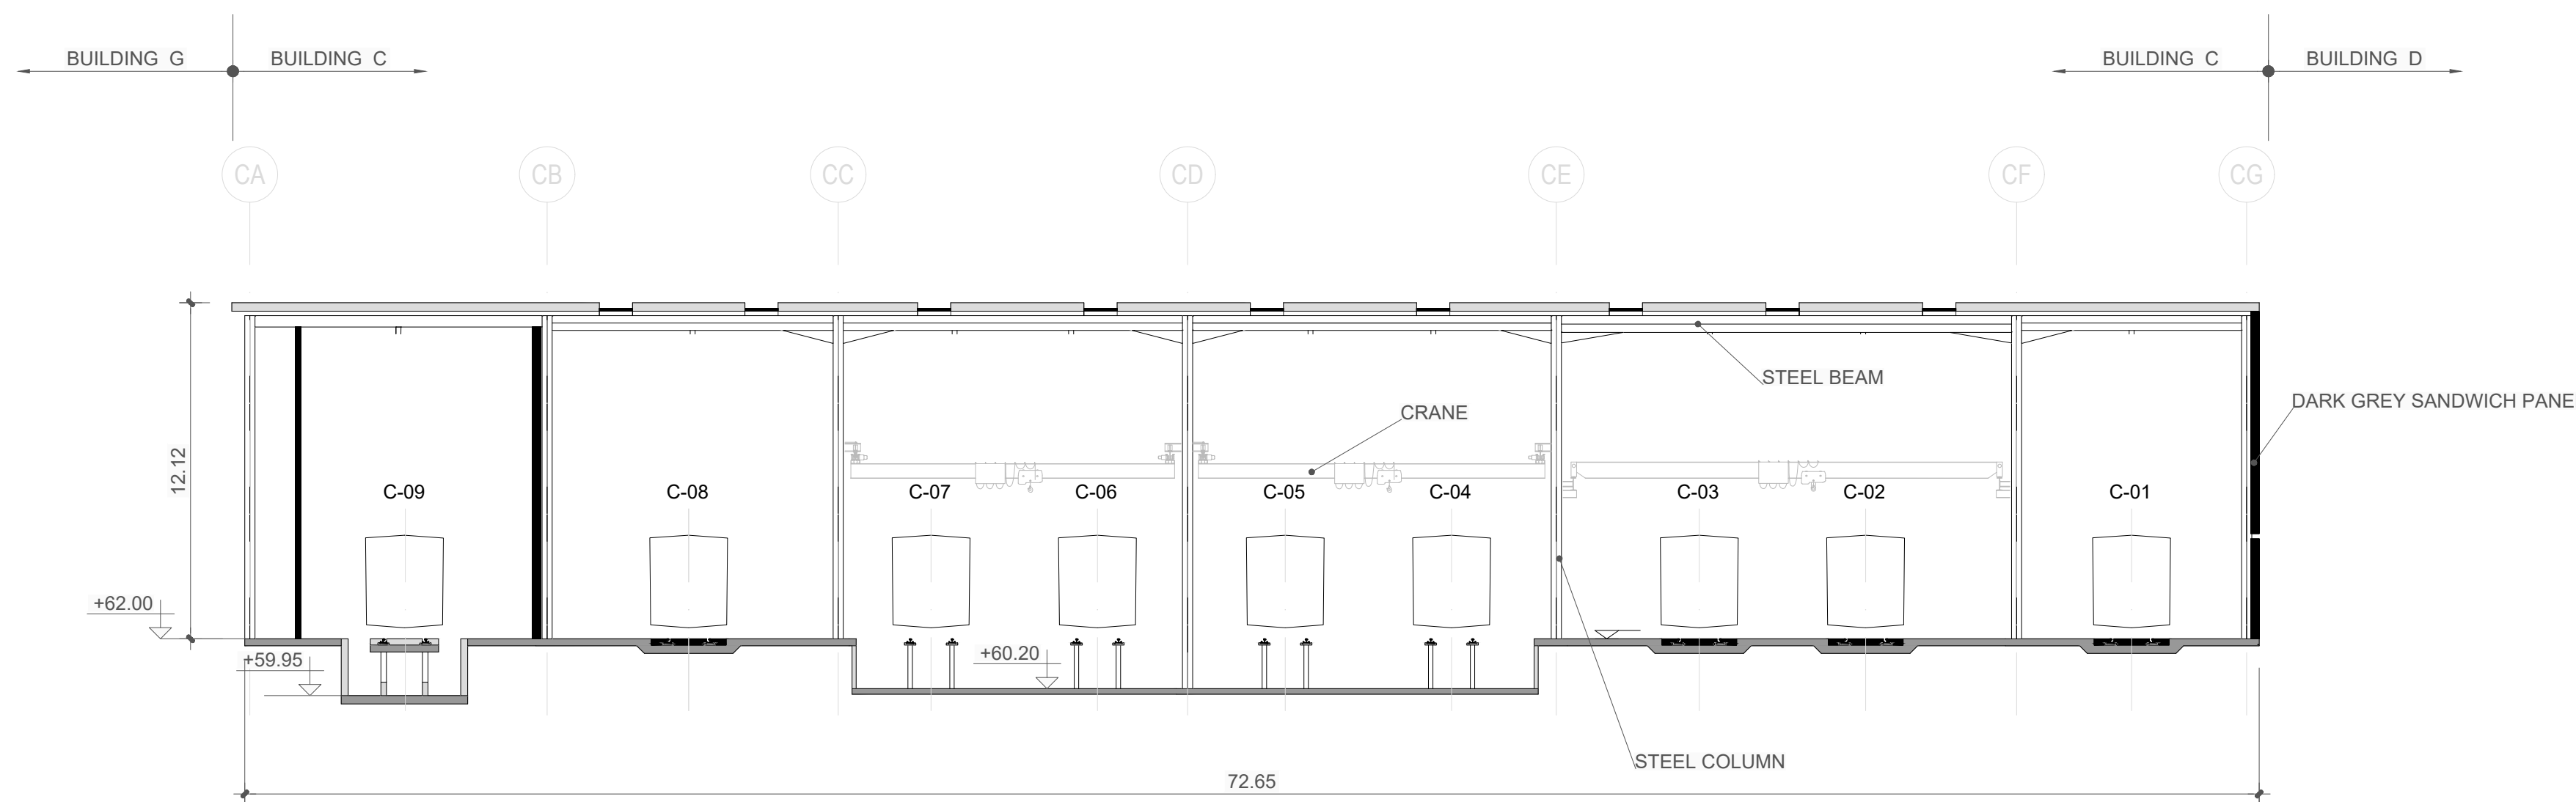 BUILDING G
BUILDING C
BUILDING C
BUILDING D
CA
CB
CC
CD
CE
CF
CG
STEEL BEAM
DARK GREY SANDWICH PANE
CRANE
12.12
C-09
C-08
C-07
C-06
C-05
C-04
C-03
C-02
C-01
+62.00
+59.95
+60.20
STEEL COLUMN
72.65